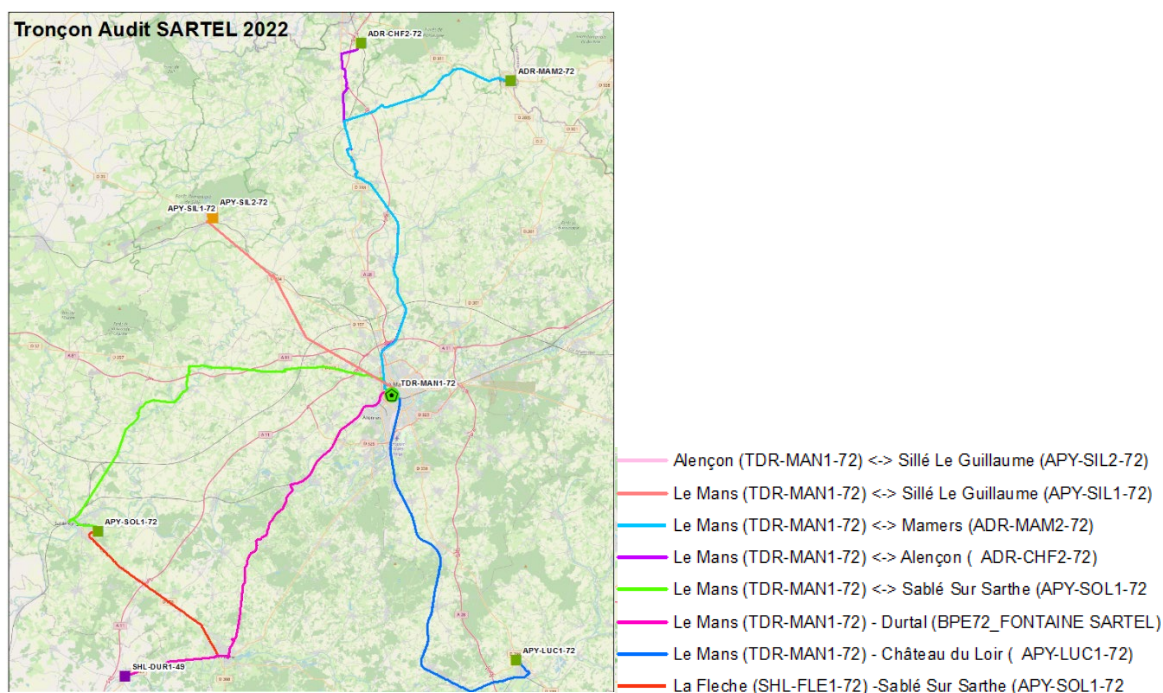 Tronçon Audit SARTEL 2022
ADR-CHF2-72
ADR-MAM2-72
APY-SIL2-72
APY-SIL1-72
TDR-MAN1-72
APY-SOL1-72
SHL-DUR1-49
APY-LUC1-72
Alençon (TDR-MAN1-72) <-> Sillé Le Guillaume (APY-SIL2-72)
Le Mans (TDR-MAN1-72) <-> Sillé Le Guillaume (APY-SIL1-72)
Le Mans (TDR-MAN1-72) <-> Mamers (ADR-MAM2-72)
Le Mans (TDR-MAN1-72) <-> Alençon ( ADR-CHF2-72)
Le Mans (TDR-MAN1-72) <-> Sablé Sur Sarthe (APY-SOL1-72
Le Mans (TDR-MAN1-72) - Durtal (BPE72_FONTAINE SARTEL)
Le Mans (TDR-MAN1-72) - Château du Loir ( APY-LUC1-72)
La Fleche (SHL-FLE1-72) -Sablé Sur Sarthe (APY-SOL1-72